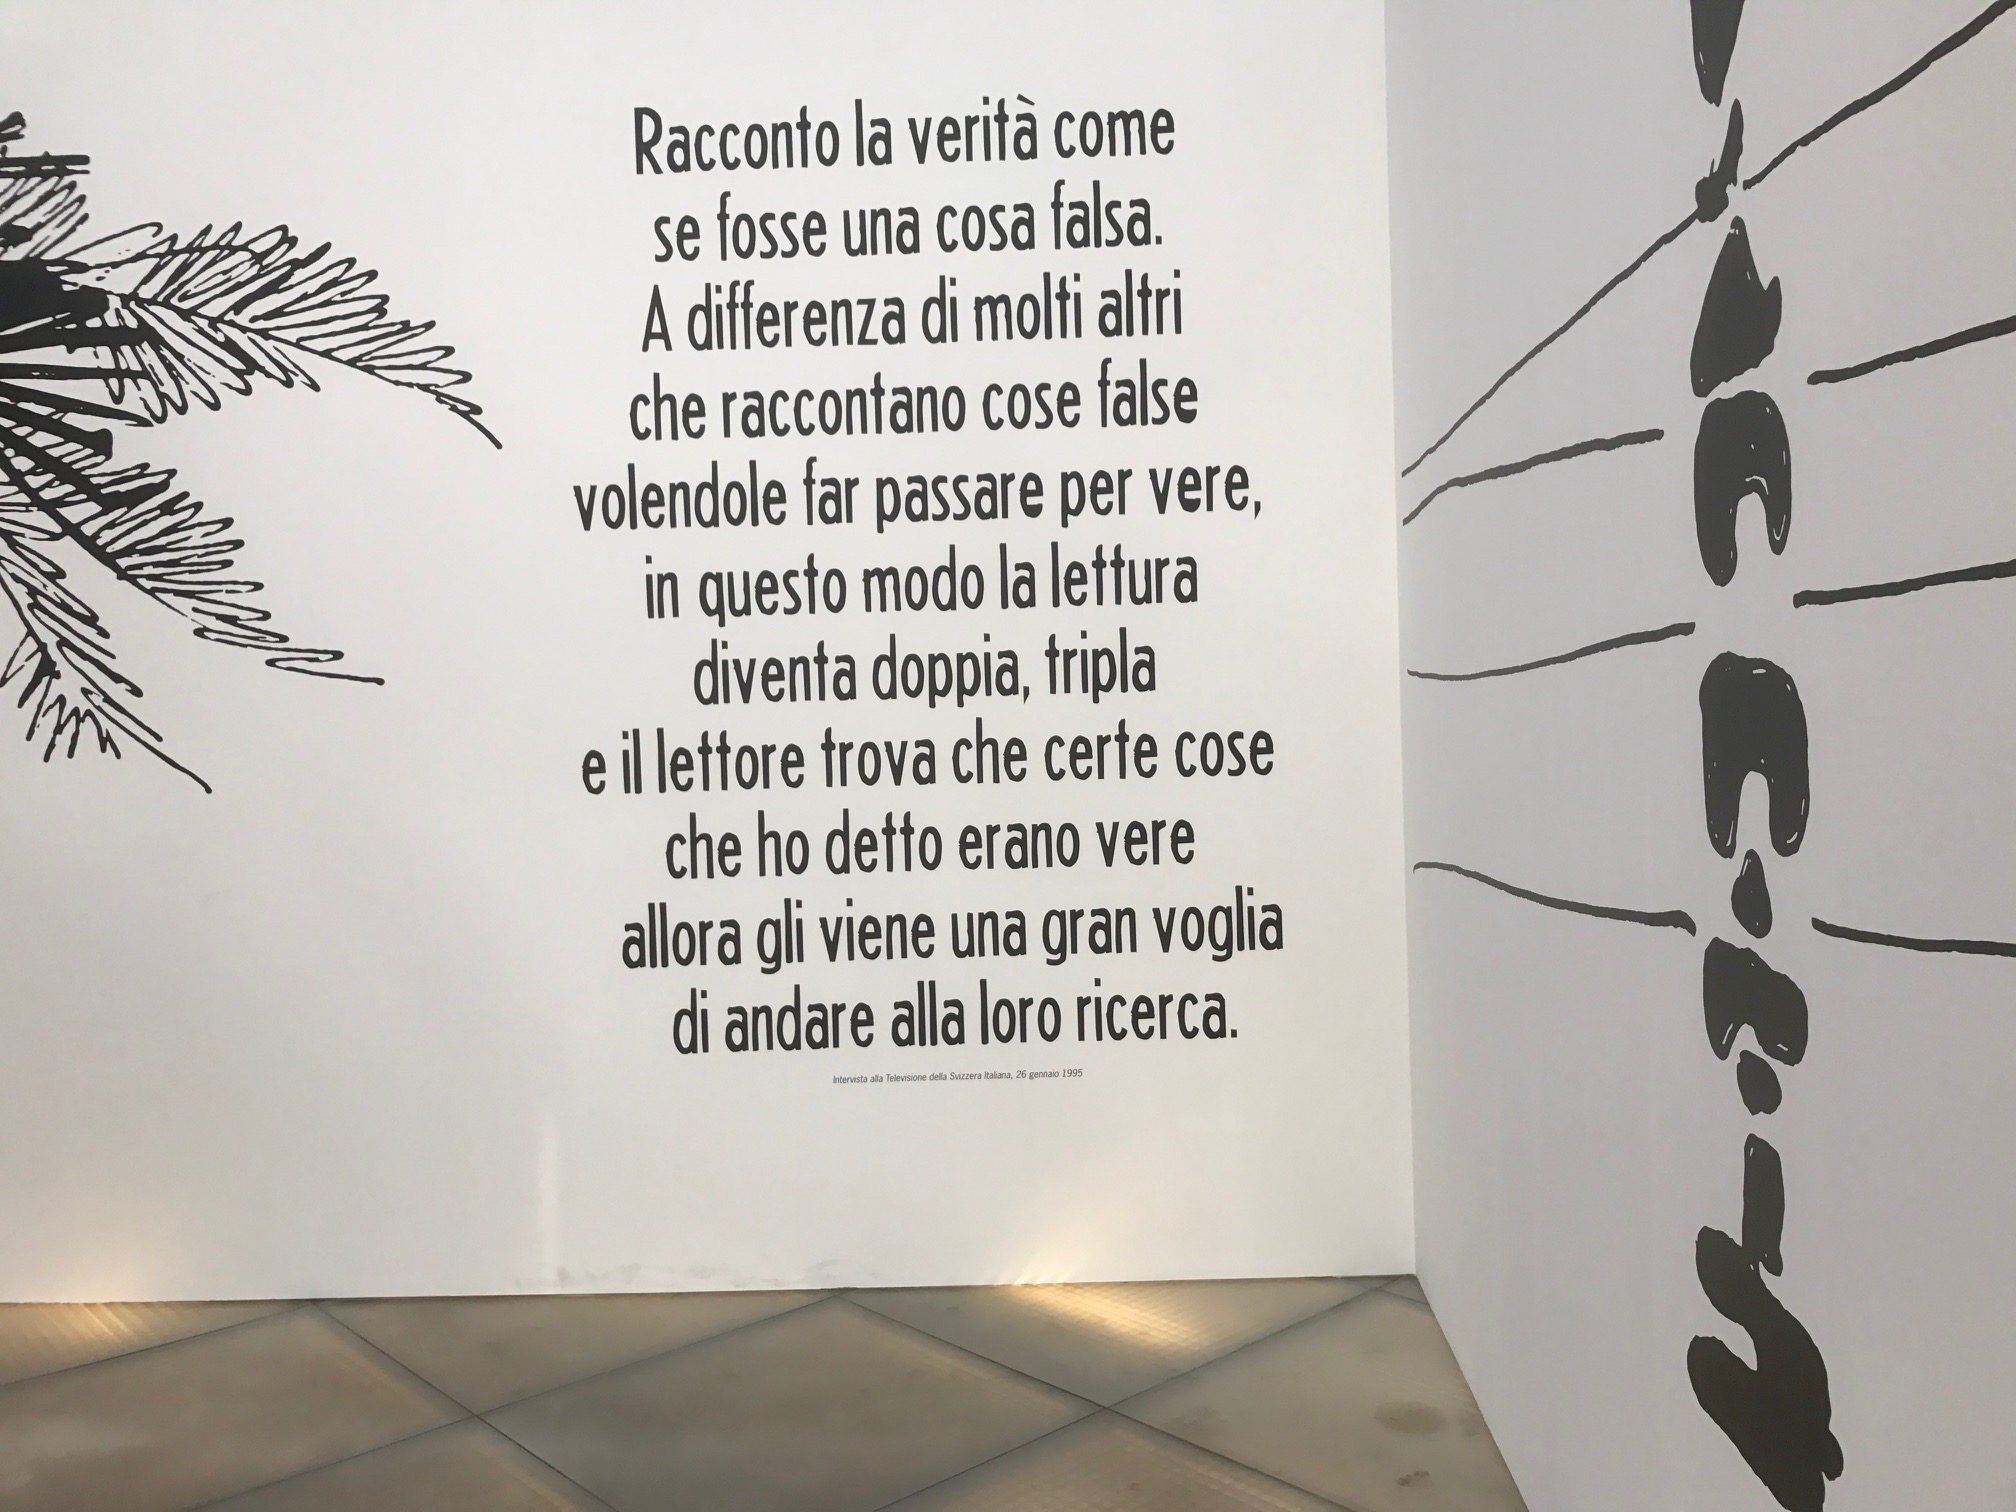 Racconto la verità come
se fosse una cosa falsa.
A differenza di molti altri
che raccontano cose false
volendole far passare per vere,
in questo modo la lettura
diventa doppia, tripla
e il lettore trova che certe cose
che ho detto erano vere
allora gli viene una gran voglia
di andare alla loro ricerca.
Intervista alla Televisione della Svizzera Italiana, 26 gennaio 1995